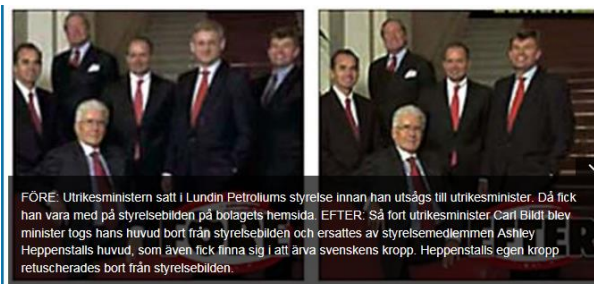 FÖRE: Utrikesministern satt i Lundin Petroliums styrelse innan han utsågs till utrikesminister. Då fick
han vara med på styrelsebilden på bolagets hemsida. EFTER: Så fort utrikesminister Carl Bildt blev
minister togs hans huvud bort från styrelsebilden och ersattes av styrelsemedlemmen Ashley
Heppenstalls huvud, som även fick finna sig i att ärva svenskens kropp. Heppenstalls egen kropp
retuscherades bort från styrelsebilden.